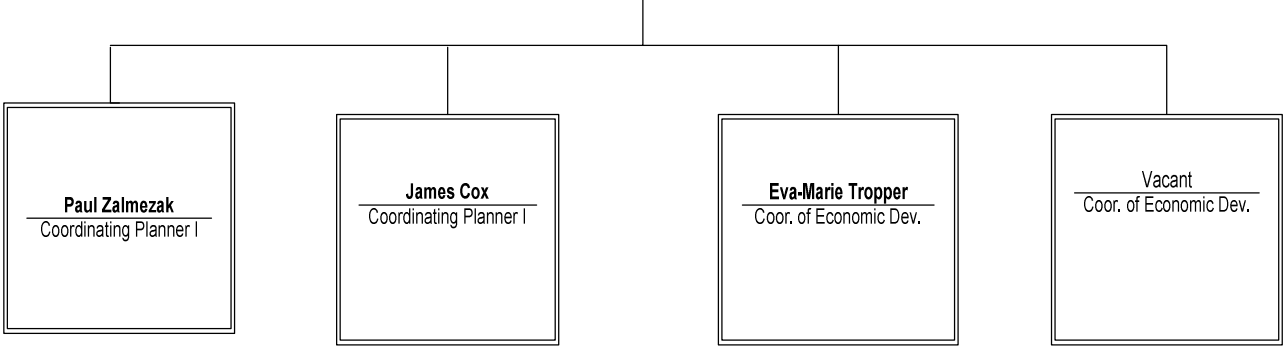 Paul Zalmezak
Coordinating Planner I
James Cox
Coordinating Planner I
Eva-Marie Tropper
Coor. of Economic Dev.
Vacant
Coor. of Economic Dev.